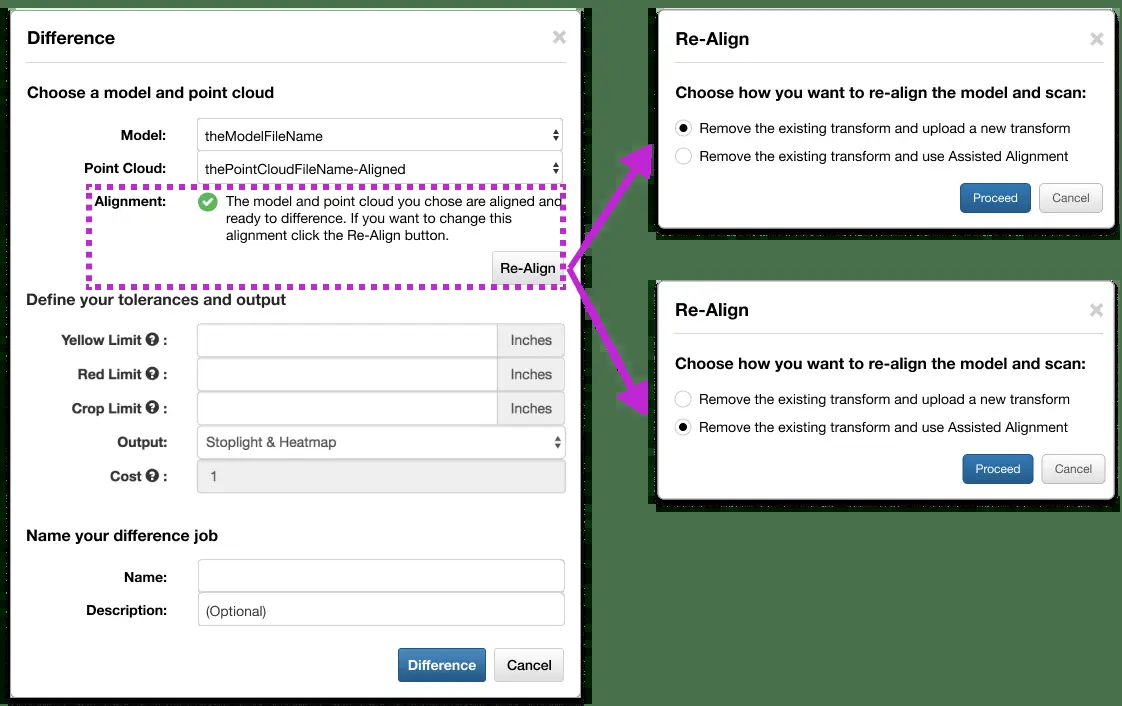 Difference
Choose a model and point cloud
Model:
theModelFileName
Point Cloud:
thePointCloudFileName-Aligned
Alignment:
The model and point cloud you chose are aligned and
ready to difference. If you want to change this
alignment click the Re-Align button.
Re-Align
Define your tolerances and output
Yellow Limit ? :
Inches
Red Limit ? :
Inches
Crop Limit ? :
Inches
Output:
Stoplight & Heatmap
Cost ? :
1
Name your difference job
Name:
Description:
(Optional)
Difference
Cancel
Re-Align
Choose how you want to re-align the model and scan:
Remove the existing transform and upload a new transform
Remove the existing transform and use Assisted Alignment
Proceed
Cancel
Re-Align
Choose how you want to re-align the model and scan:
Remove the existing transform and upload a new transform
Remove the existing transform and use Assisted Alignment
Proceed
Cancel